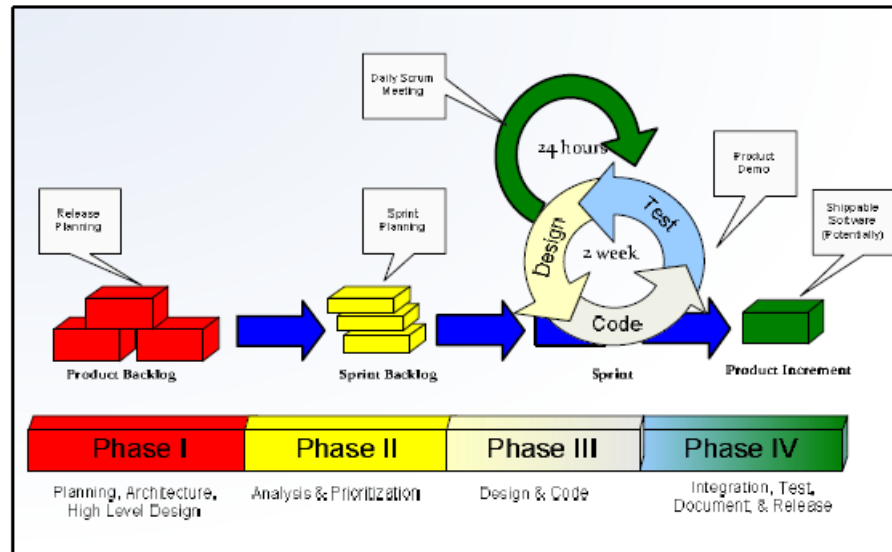 Daily Scrum
Meeting
24 hours
Product
Demo
Release
Planning
Sprint
Planning
Shippable
Software
(Potentially)
Design
Test
2 week
Code
Product Backlog
Sprint Backlog
Sprint
Product Increment
Phase I
Phase II
Phase III
Phase IV
Planning, Architecture,
High Level Design
Analysis & Prioritization
Design & Code
Integration, Test,
Document, & Release